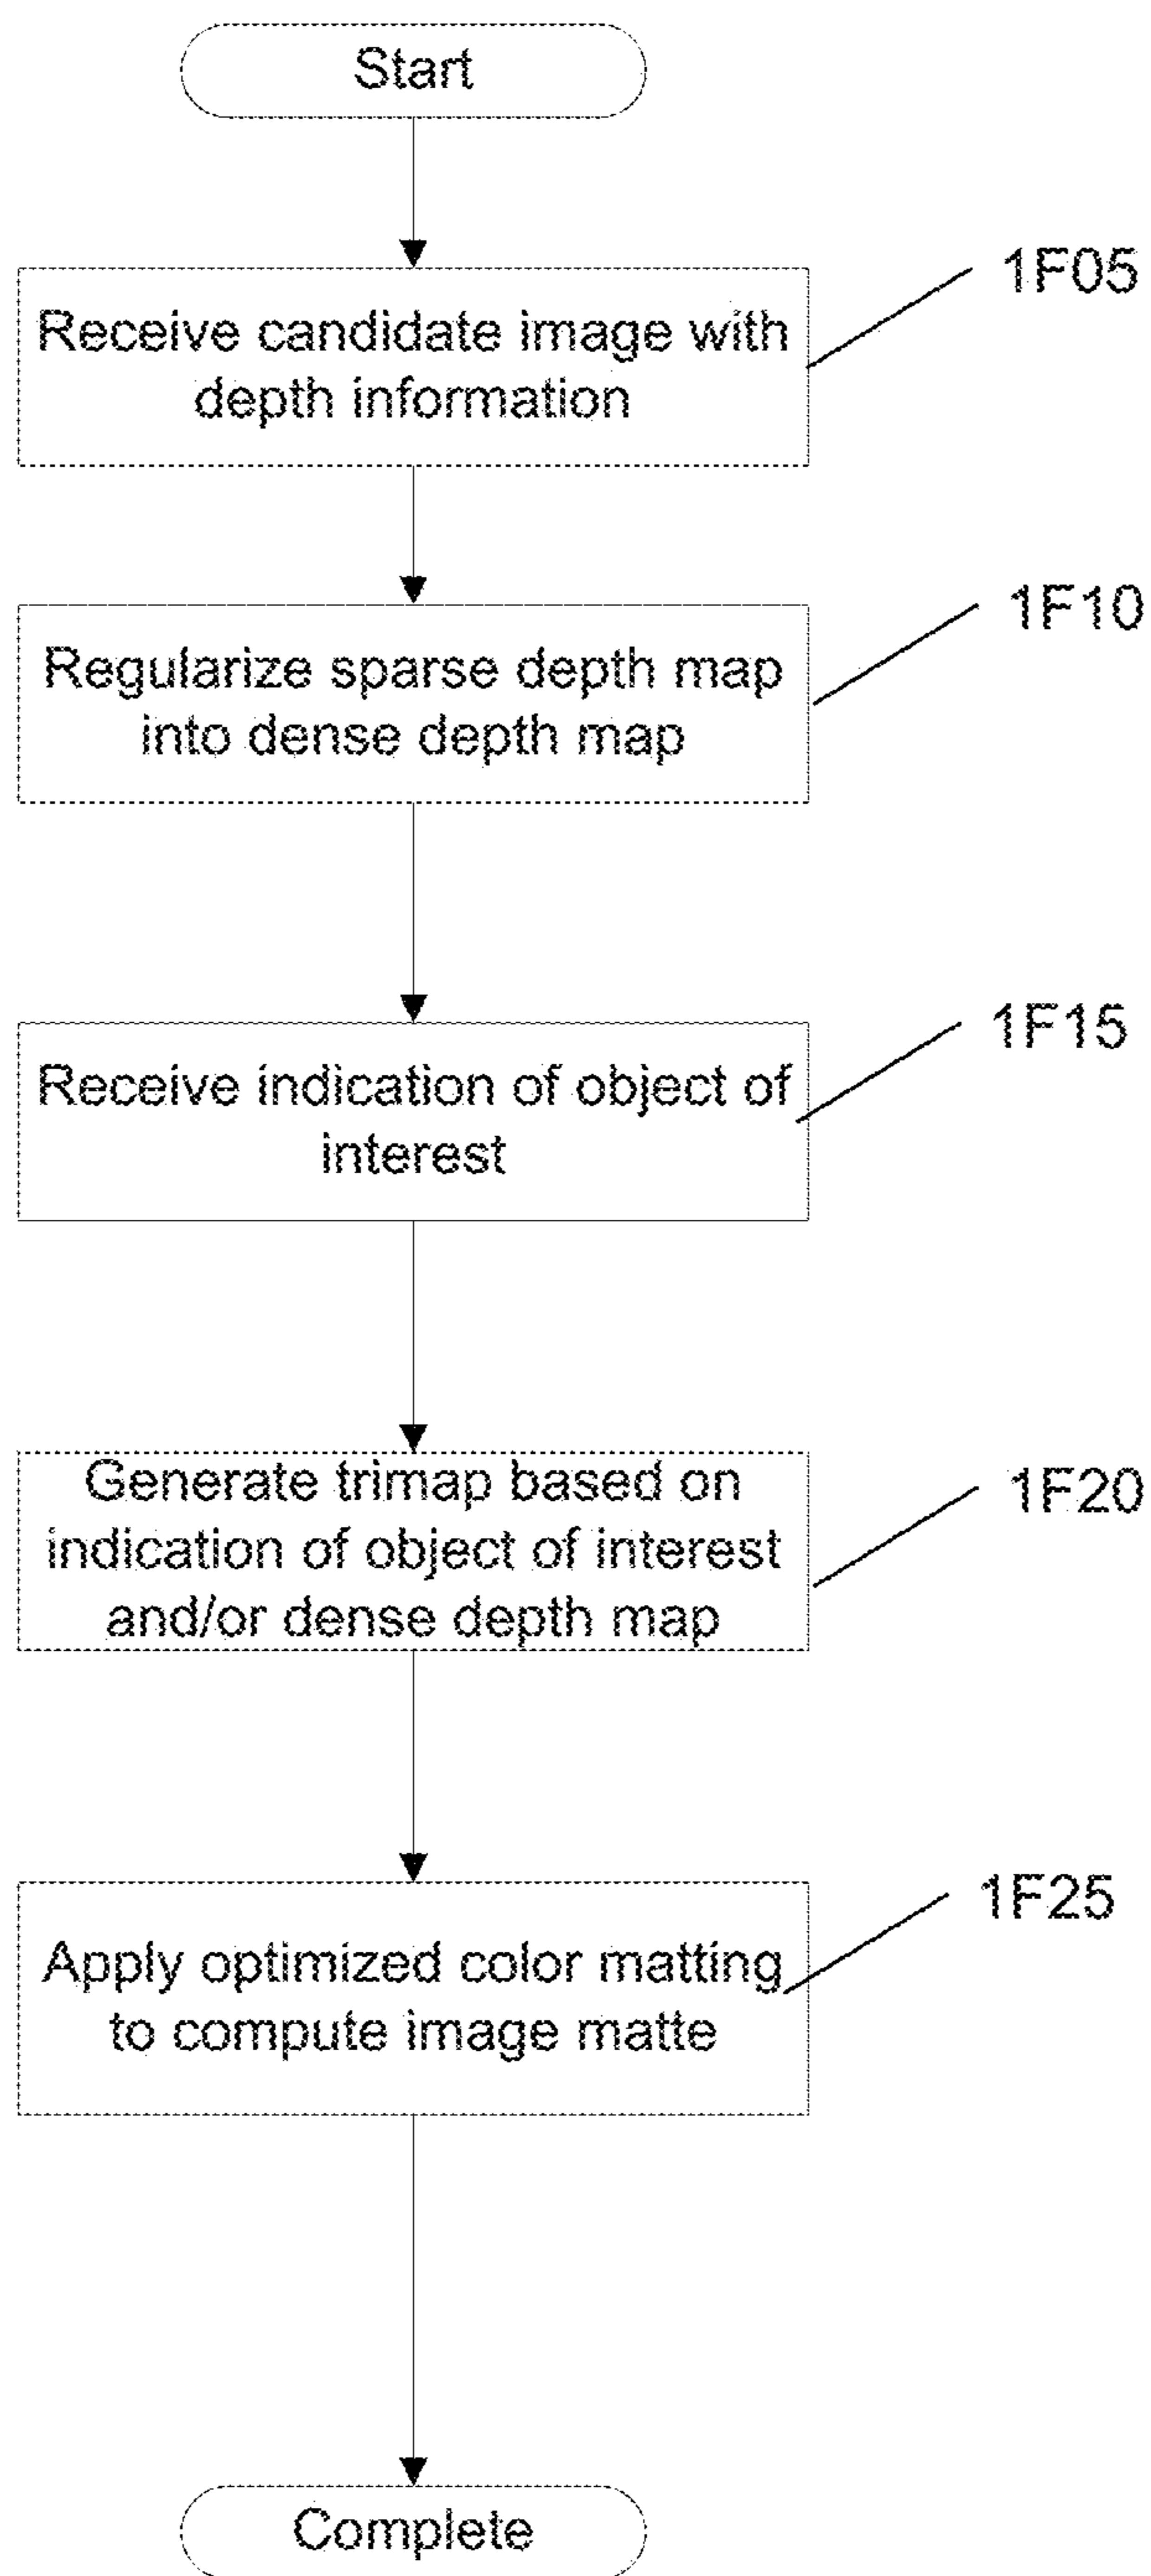 Start
1F05
Receive candidate image with
depth information
1F10
Regularize sparse depth map
into dense depth map
1F15
Receive indication of object of
interest
1F20
Generate trimap based on
indication of object of interest
and/or dense depth map
1F25
Apply optimized color matting
to compute image matte
Complete